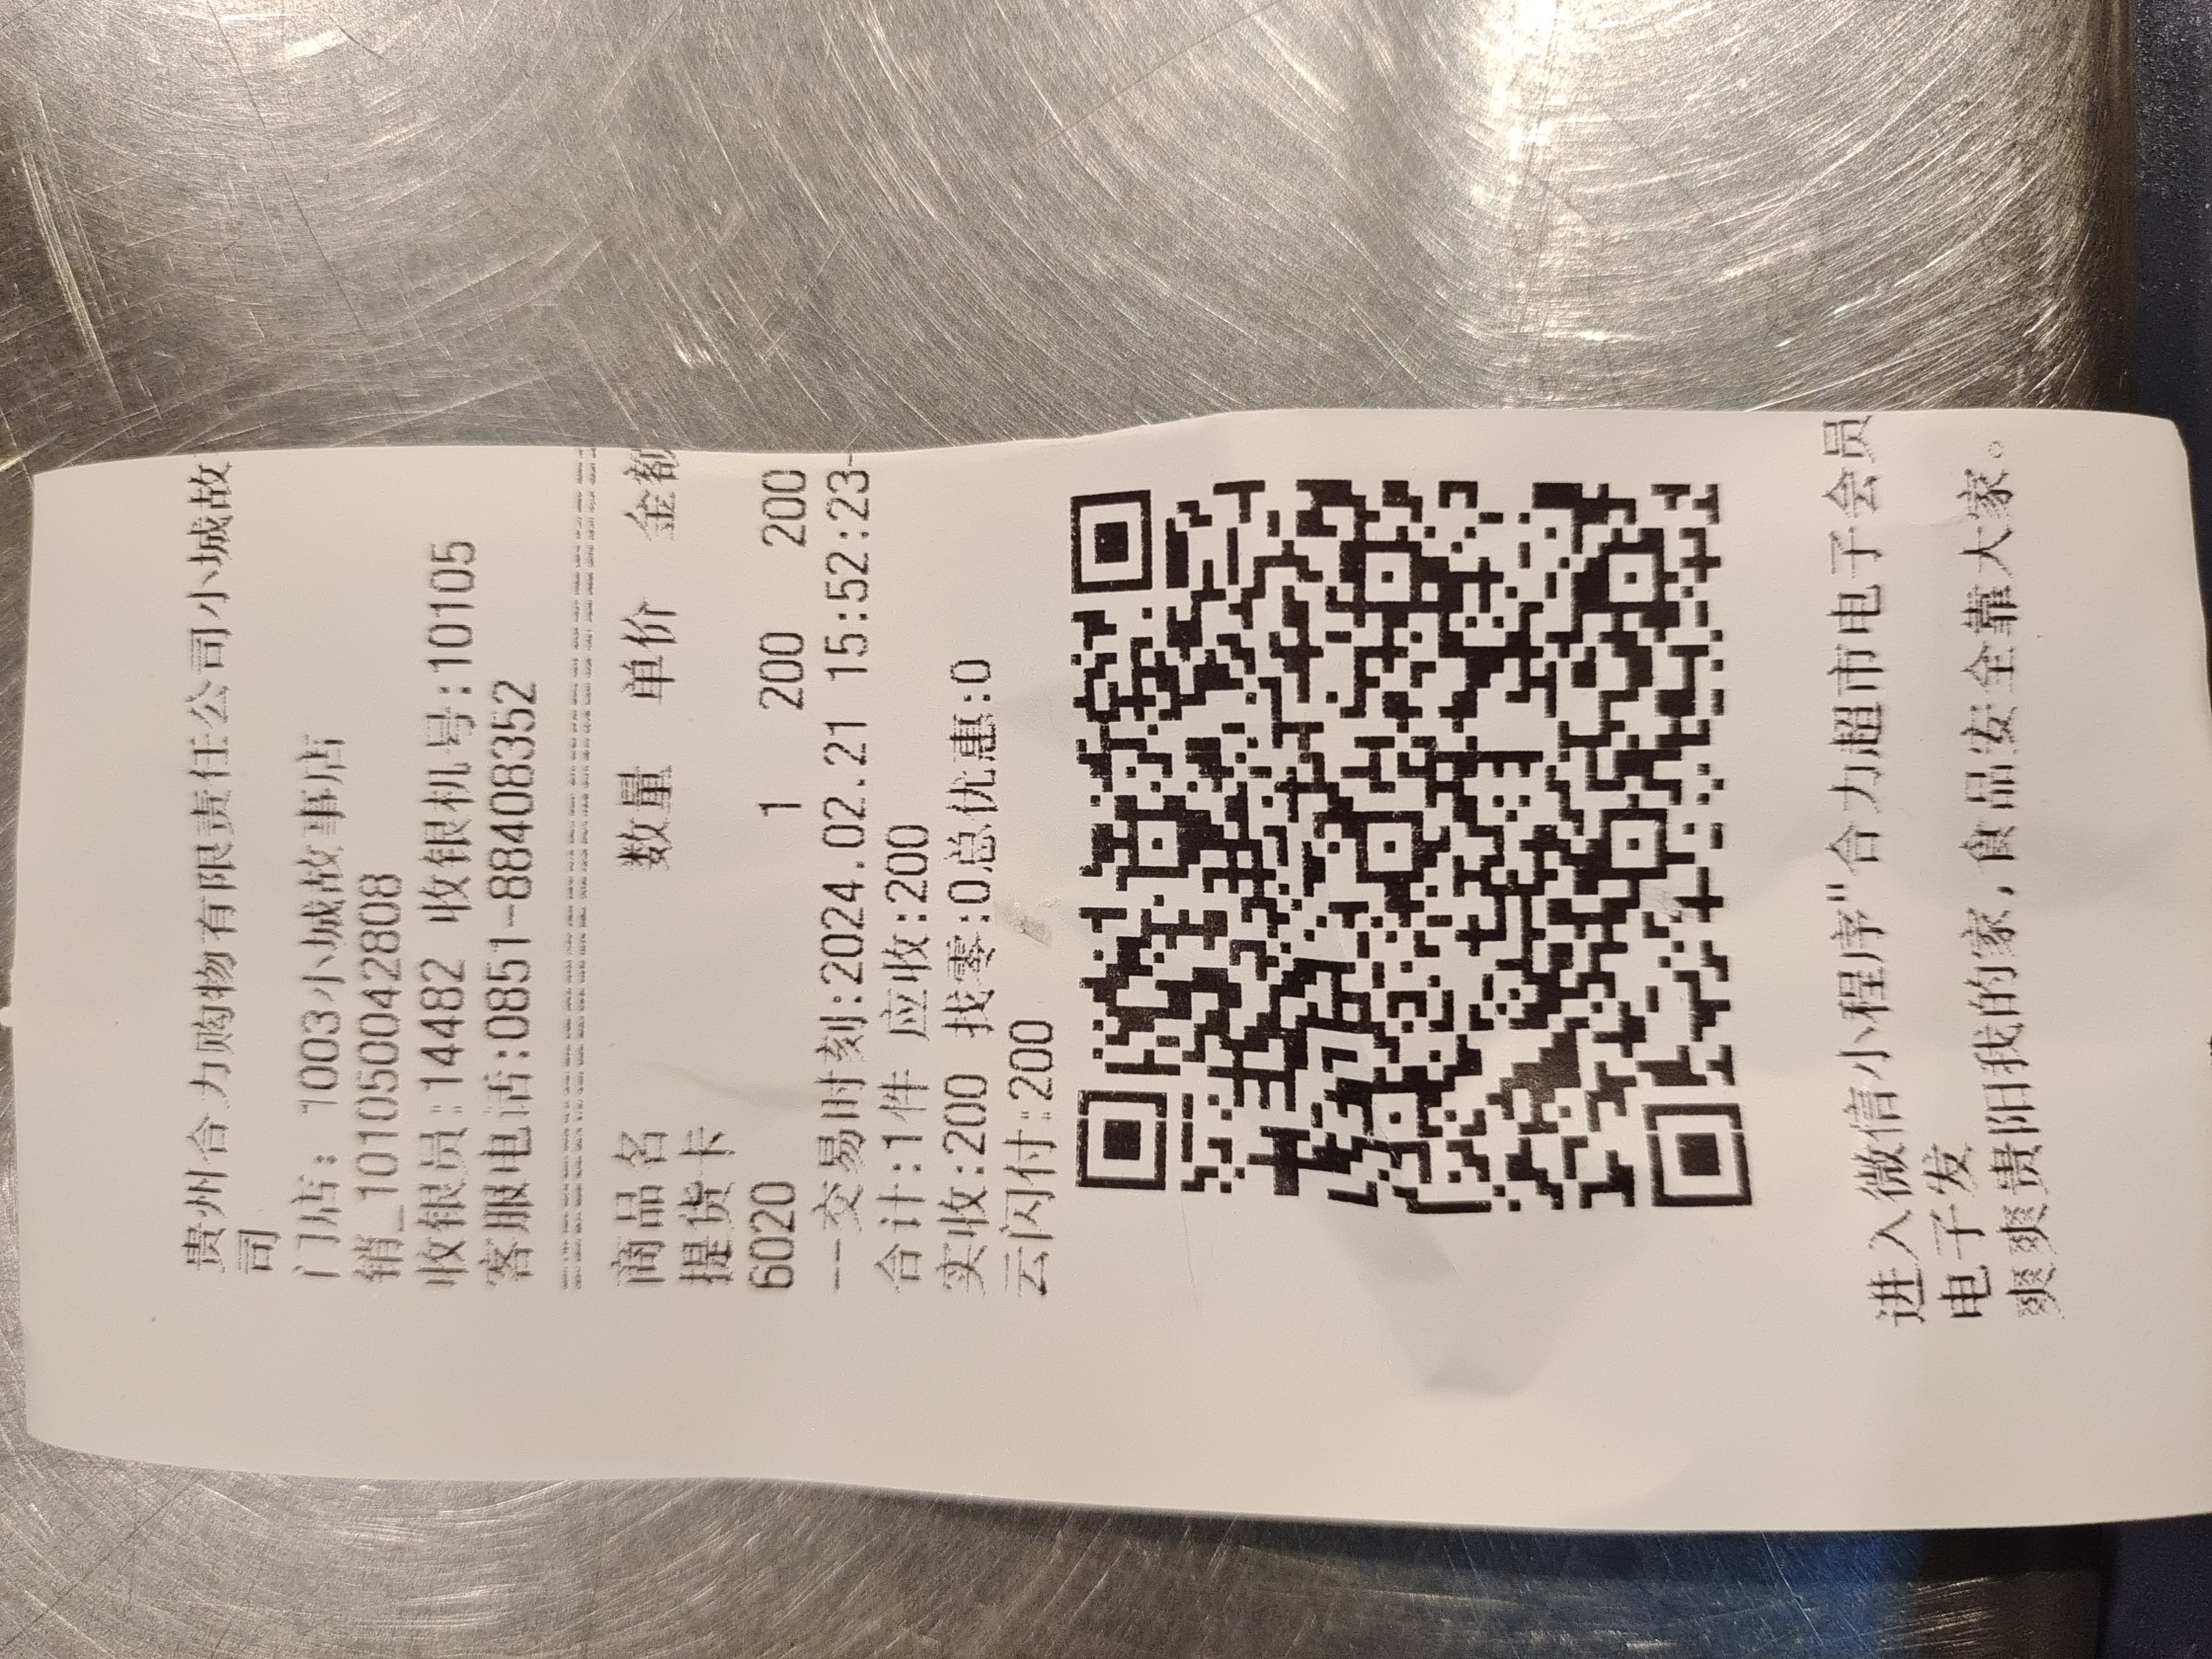 贵州合力购物有限责任公司小城故
司
门店：1003小城故事店
销_1010500042808
收银员:14482 收银机号:10105
客服电话:0851-88408352
商品名 数量 单价 金额
提货卡
6020 1 200 200
--交易时刻:2024.02.21 15:52:23-
合计:1件 应收:200
实收:200 找零:0总优惠:0
云闪付:200
进入微信小程序"合力超市电子会员
电子发
爽爽贵阳我的家,食品安全靠大家。